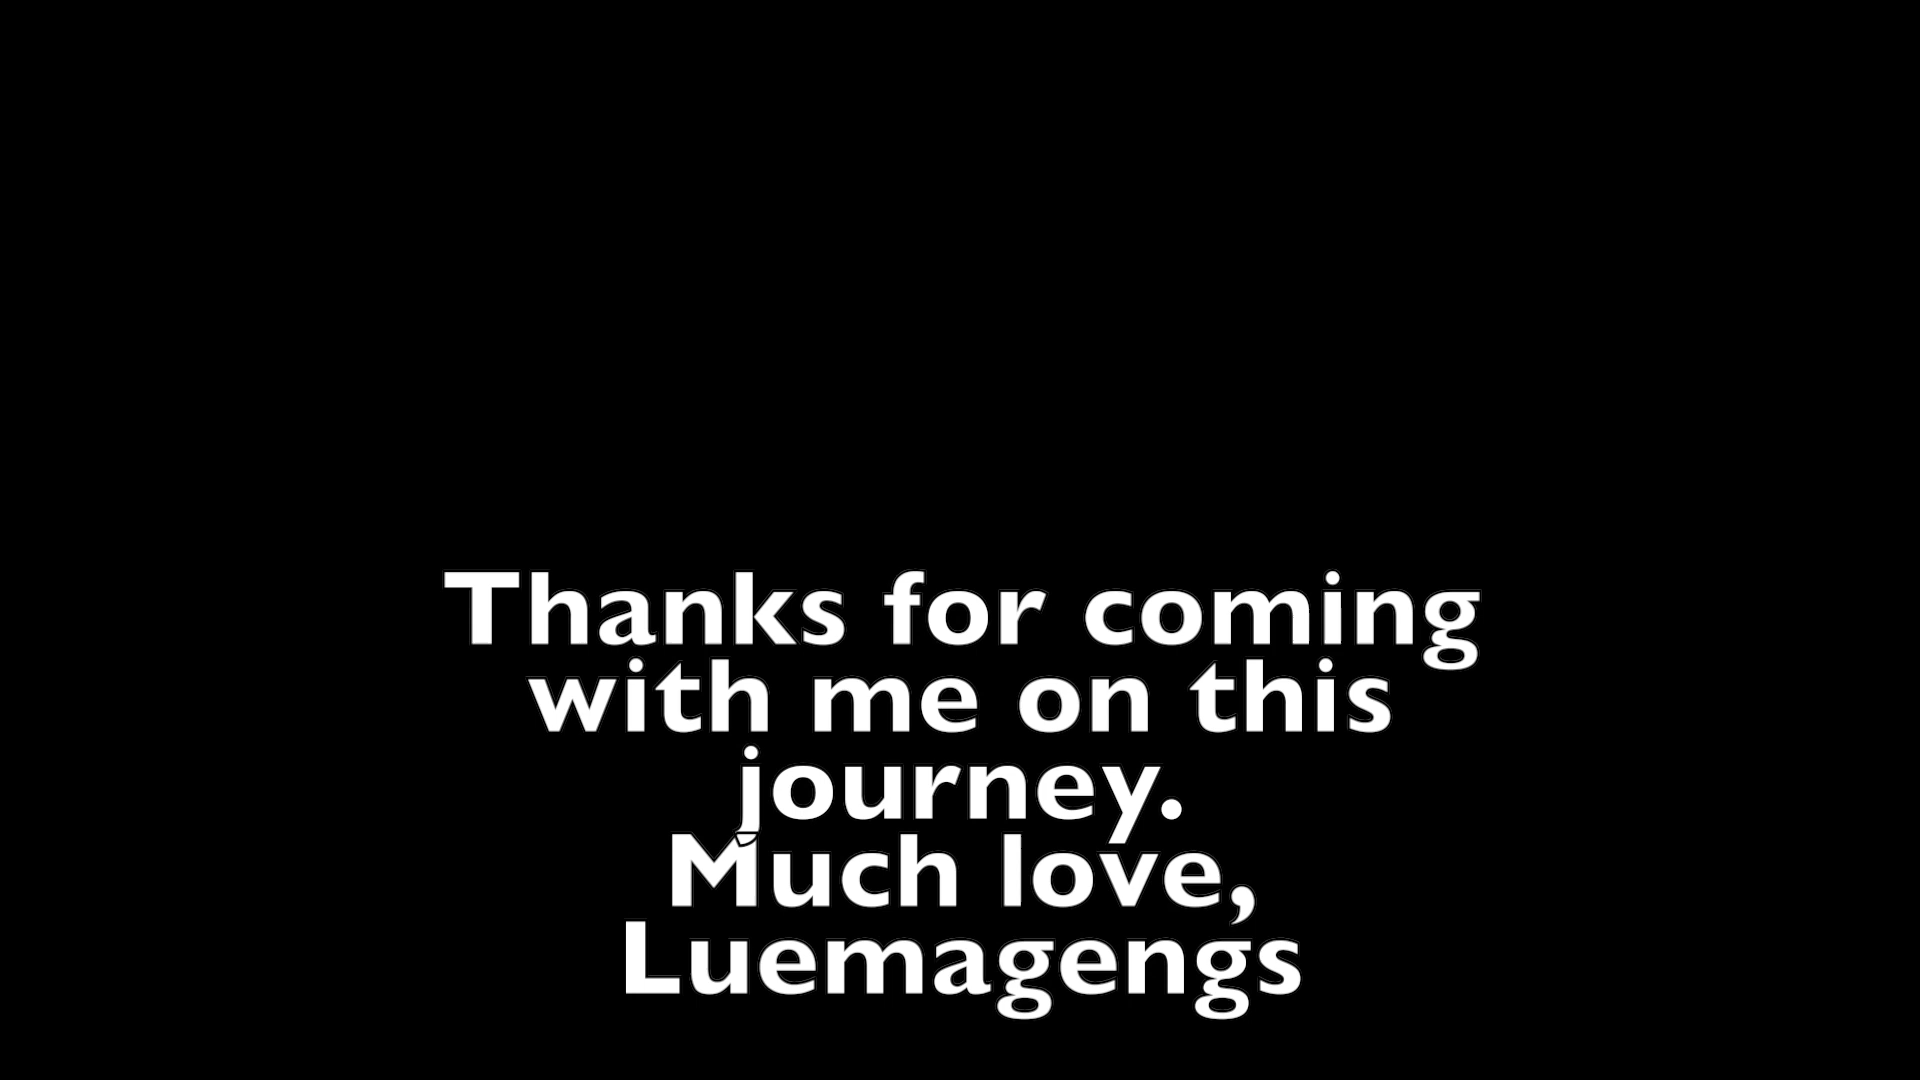 Thanks for coming
with me on this
journey.
Much love,
Luemagengs